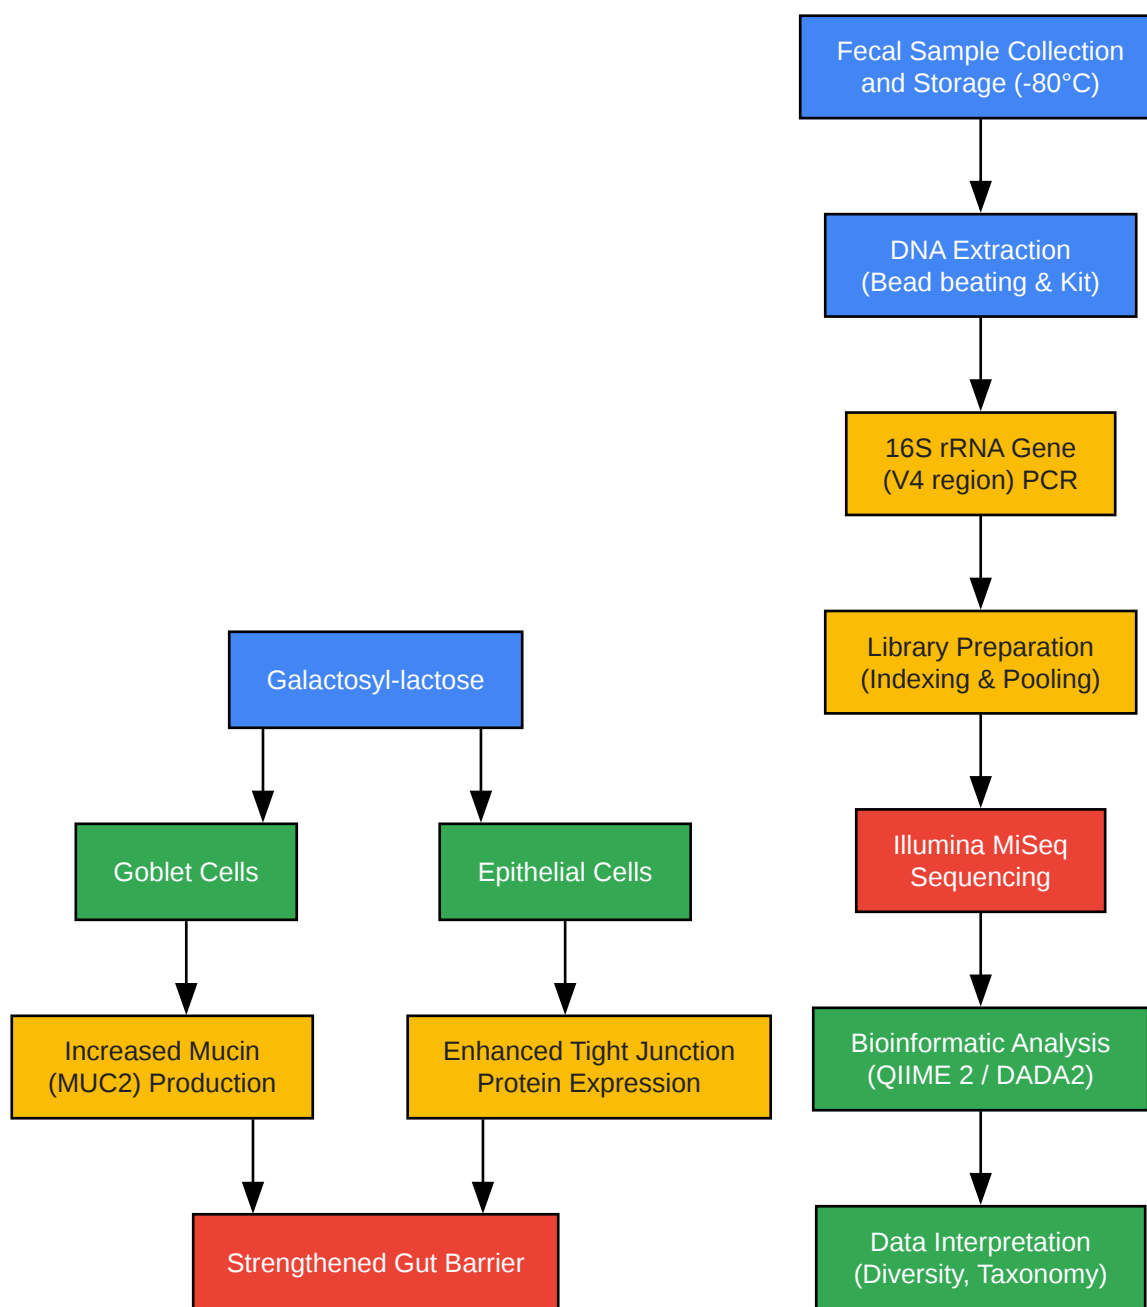 Fecal Sample Collection
and Storage (-80°C)
DNA Extraction
(Bead beating & Kit)
16S rRNA Gene
(V4 region) PCR
Library Preparation
(Indexing & Pooling)
Illumina MiSeq
Sequencing
Bioinformatic Analysis
(QIIME 2 / DADA2)
Data Interpretation
(Diversity, Taxonomy)
Galactosyl-lactose
Goblet Cells
Epithelial Cells
Increased Mucin
(MUC2) Production
Enhanced Tight Junction
Protein Expression
Strengthened Gut Barrier